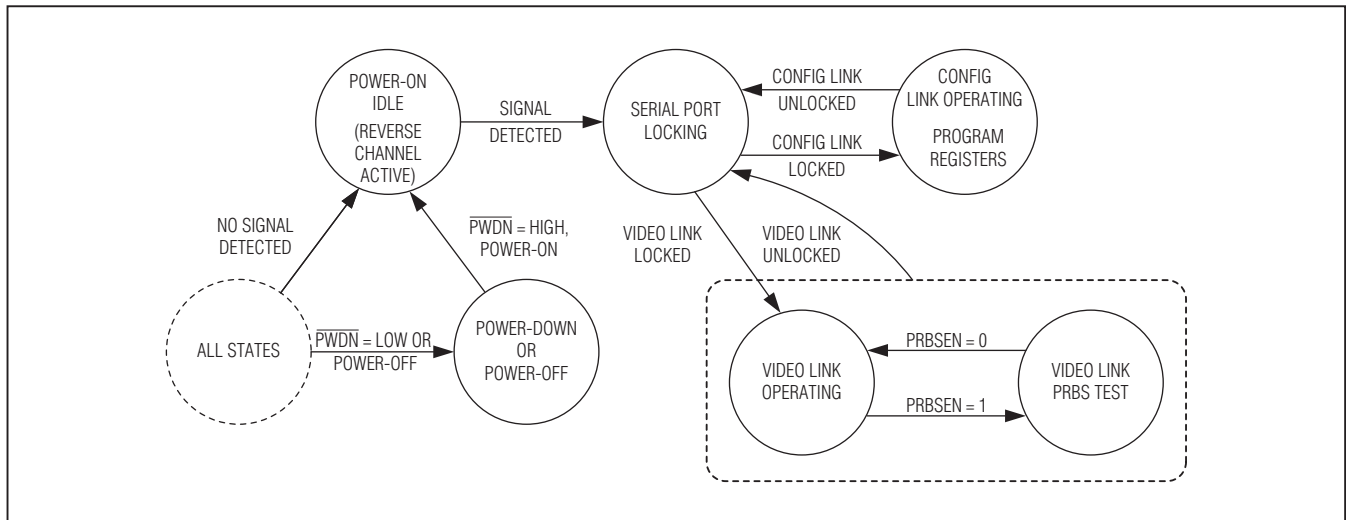 POWER-ON
IDLE
(REVERSE
CHANNEL
ACTIVE)
SIGNAL
DETECTED
SERIAL PORT
LOCKING
CONFIG LINK
UNLOCKED
CONFIG LINK
LOCKED
CONFIG
LINK OPERATING
PROGRAM
REGISTERS
NO SIGNAL
DETECTED
P̅W̅D̅N̅ = HIGH,
POWER-ON
VIDEO LINK
LOCKED
VIDEO LINK
UNLOCKED
ALL STATES
P̅W̅D̅N̅ = LOW OR
POWER-OFF
POWER-DOWN
OR
POWER-OFF
VIDEO LINK
OPERATING
PRBSEN = 0
PRBSEN = 1
VIDEO LINK
PRBS TEST